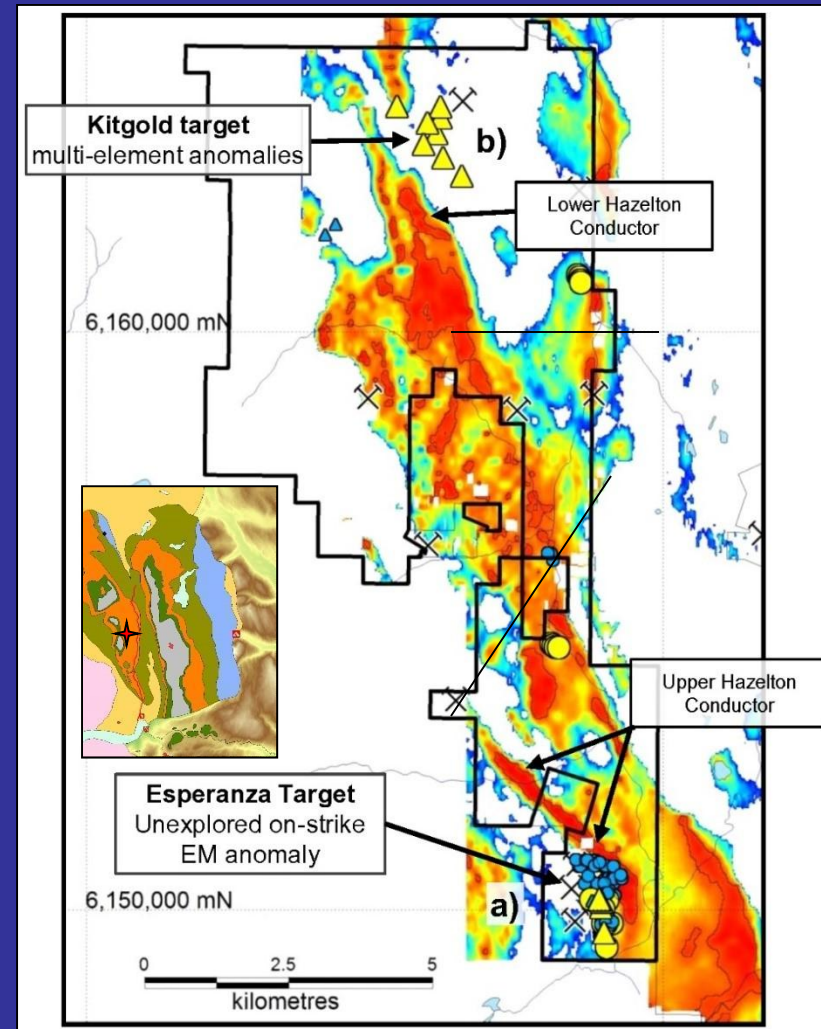 Kitgold target
multi-element anomalies
b)
Lower Hazelton
Conductor
6,160,000 mN
Upper Hazelton
Conductor
Esperanza Target
Unexplored on-strike
EM anomaly
a)
6,150,000 mN
0 2.5 5
kilometres